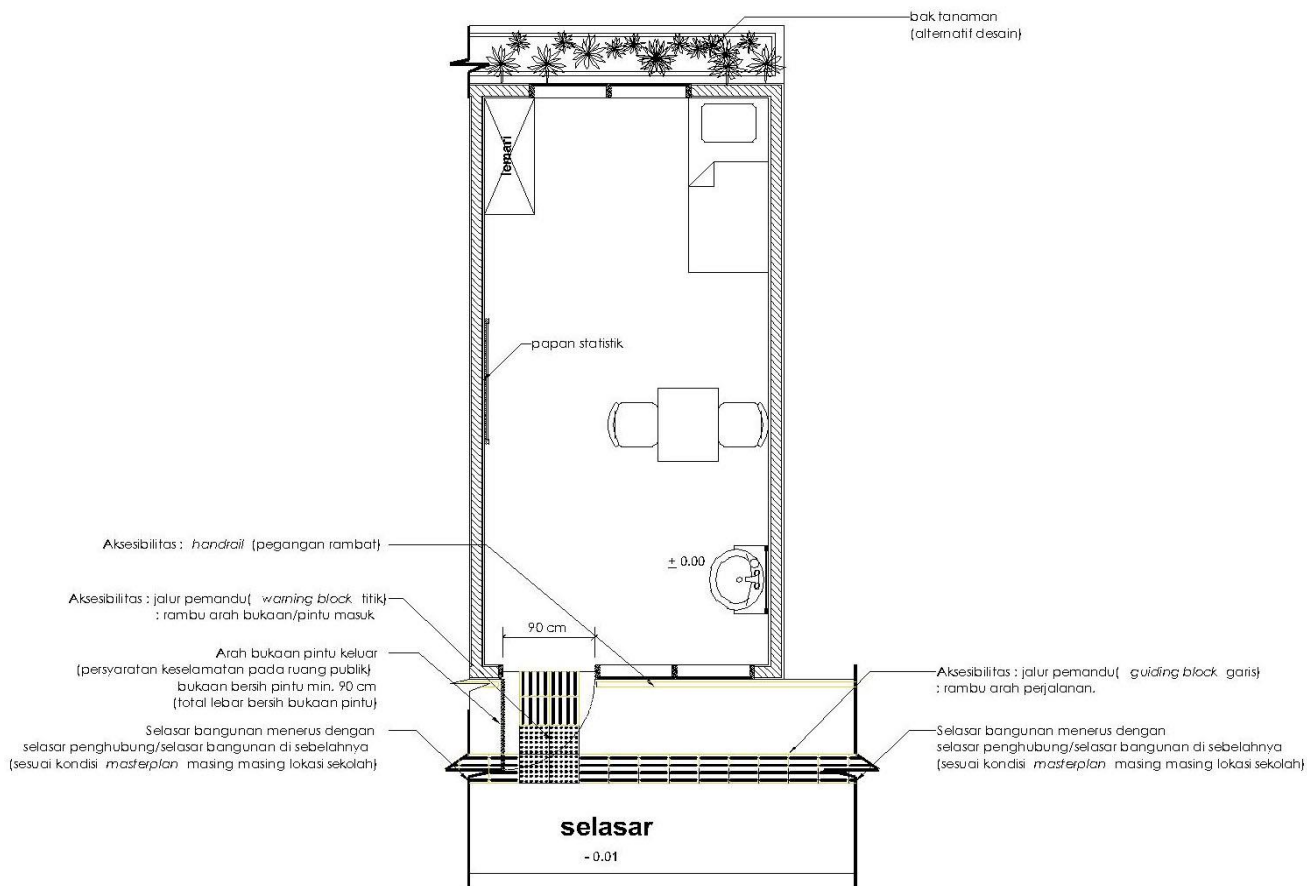 bak tanaman
(alternatif desain)
lemari
papan statistik
Aksesibilitas : handrail (pegangan rambat)
± 0.00
Aksesibilitas : jalur pemandu( warning block titik)
: rambu arah bukaan/pintu masuk
90 cm
Arah bukaan pintu keluar
(persyaratan keselamatan pada ruang publik)
bukaan bersih pintu min. 90 cm
(total lebar bersih bukaan pintu)
Aksesibilitas : jalur pemandu( guiding block garis)
: rambu arah perjalanan.
Selasar bangunan menerus dengan
selasar penghubung/selasar bangunan di sebelahnya
(sesuai kondisi masterplan masing masing lokasi sekolah)
Selasar bangunan menerus dengan
selasar penghubung/selasar bangunan di sebelahnya
(sesuai kondisi masterplan masing masing lokasi sekolah)
selasar
- 0.01